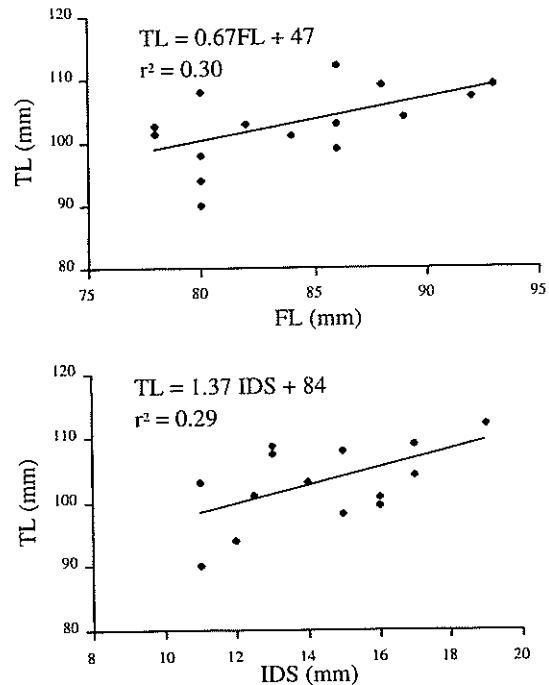 TL = 0.67FL + 47
r² = 0.30
120
110
100
90
80
TL (mm)
75 80 85 90 95
FL (mm)
TL = 1.37 IDS + 84
r² = 0.29
120
110
100
90
80
TL (mm)
8 10 12 14 16 18 20
IDS (mm)